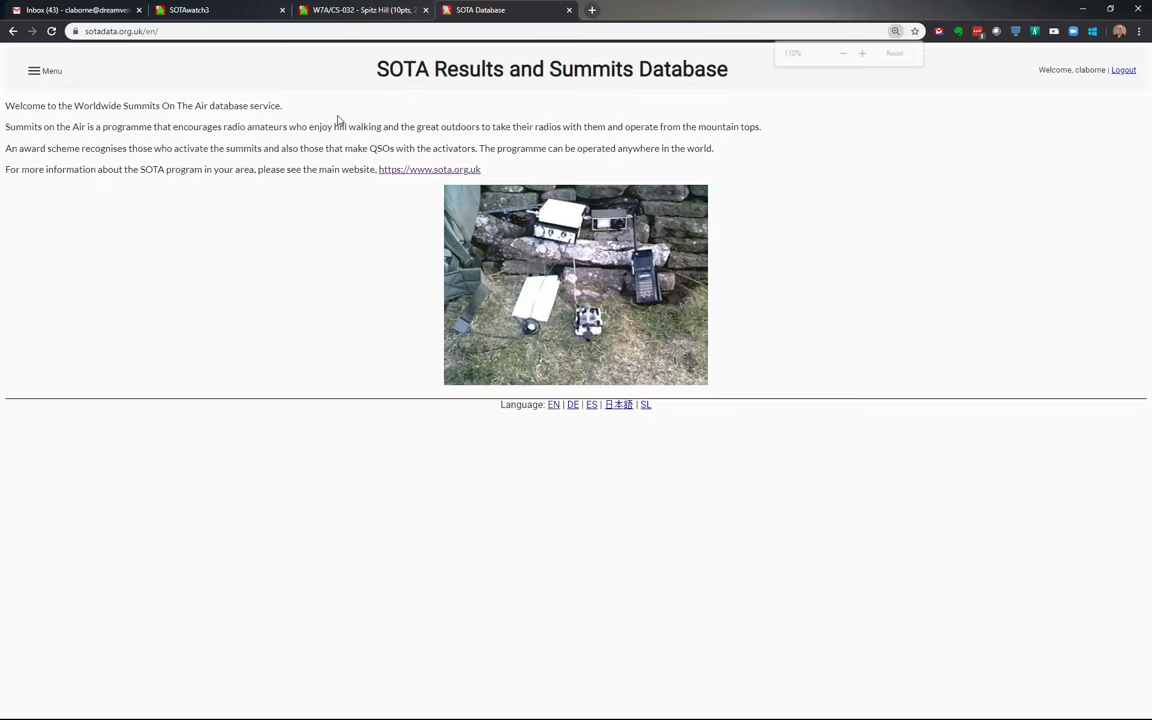 Inbox (43) - claborne@dreamve
SOTAwatch3
W7A/CS-032 - Spitz Hill (10pts,
SOTA Database
sotadata.org.uk/en/
110%
Reset
Menu
SOTA Results and Summits Database
Welcome, claborne | Logout
Welcome to the Worldwide Summits On The Air database service.
Summits on the Air is a programme that encourages radio amateurs who enjoy hill walking and the great outdoors to take their radios with them and operate from the mountain tops.
An award scheme recognises those who activate the summits and also those that make QSOs with the activators. The programme can be operated anywhere in the world.
For more information about the SOTA program in your area, please see the main website, https://www.sota.org.uk
Language: EN | DE | ES | 日本語 | SL